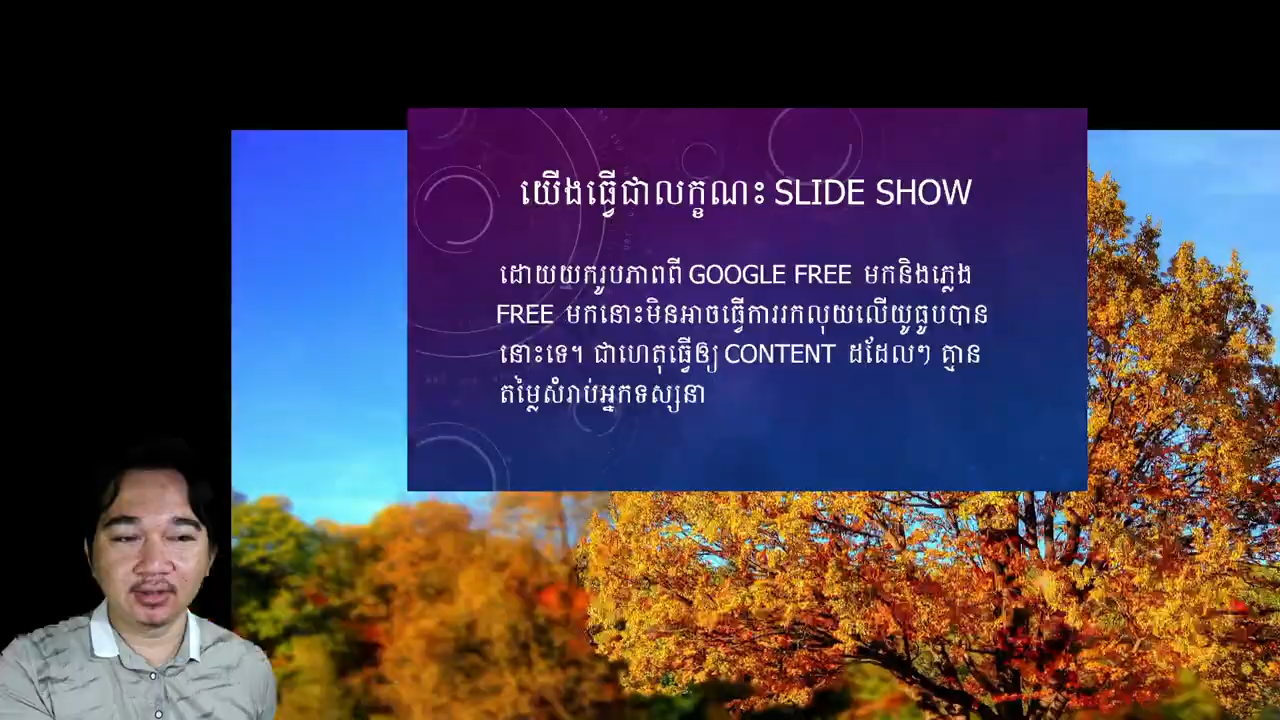 យើងធ្វើជាលក្ខណះ SLIDE SHOW
ដោយយករូបភាពពី GOOGLE FREE មកនិងភ្លេង
FREE មកនោះមិនអាចធ្វើការរកលុយលើយូធូបបាន
នោះទេ។ ជាហេតុធ្វើឲ្យ CONTENT ដដែលៗ គ្មាន
តម្លៃសំរាប់អ្នកទស្សនា